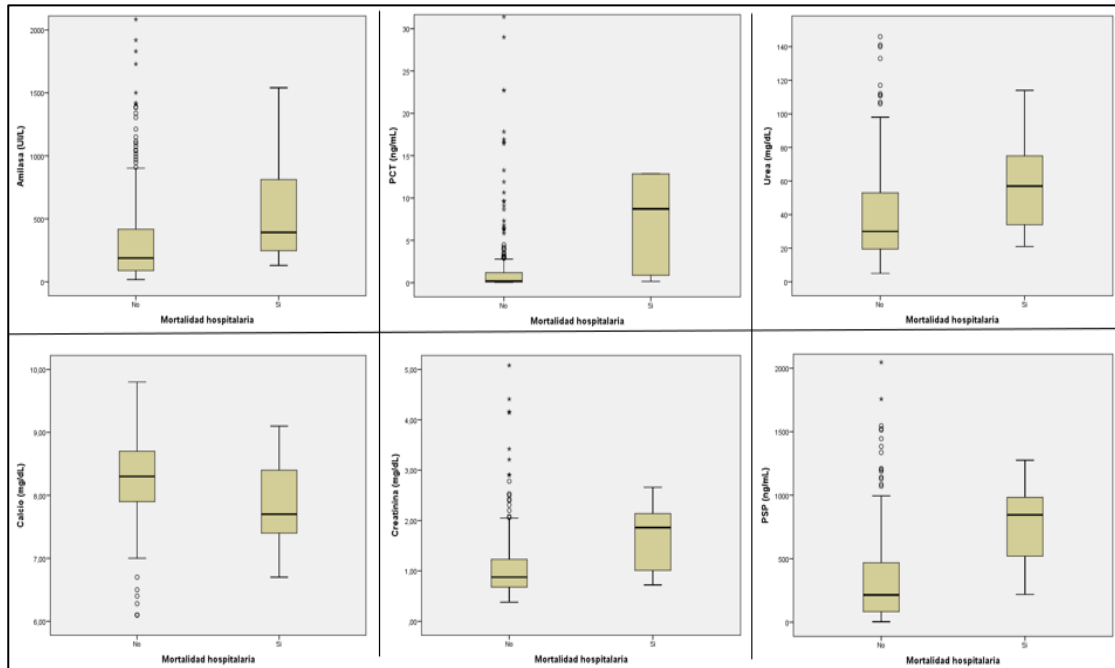 Amilasa (UI/L)
2000
1500
1000
500
0
No
Si
Mortalidad hospitalaria
PCT (ng/mL)
30
25
20
15
10
5
0
No
Si
Mortalidad hospitalaria
Urea (mg/dL)
140
120
100
80
60
40
20
0
No
Si
Mortalidad hospitalaria
Calcio (mg/dL)
10,00
9,00
8,00
7,00
6,00
No
Si
Mortalidad hospitalaria
Creatinina (mg/dL)
5,00
4,00
3,00
2,00
1,00
,00
No
Si
Mortalidad hospitalaria
PSP (ng/mL)
2000
1500
1000
500
0
No
Si
Mortalidad hospitalaria